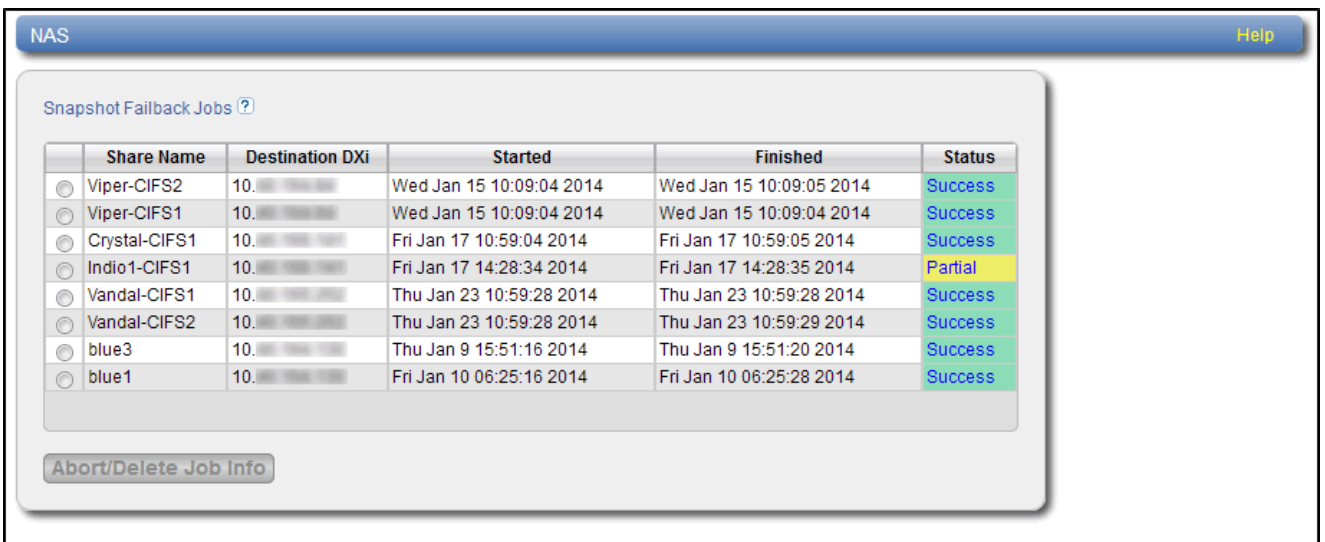 NAS Help
Snapshot Failback Jobs ?
Share Name Destination DXi Started Finished Status
Viper-CIFS2 10. Wed Jan 15 10:09:04 2014 Wed Jan 15 10:09:05 2014 Success
Viper-CIFS1 10. Wed Jan 15 10:09:04 2014 Wed Jan 15 10:09:04 2014 Success
Crystal-CIFS1 10. Fri Jan 17 10:59:04 2014 Fri Jan 17 10:59:05 2014 Success
Indio1-CIFS1 10. Fri Jan 17 14:28:34 2014 Fri Jan 17 14:28:35 2014 Partial
Vandal-CIFS1 10. Thu Jan 23 10:59:28 2014 Thu Jan 23 10:59:28 2014 Success
Vandal-CIFS2 10. Thu Jan 23 10:59:28 2014 Thu Jan 23 10:59:29 2014 Success
blue3 10. Thu Jan 9 15:51:16 2014 Thu Jan 9 15:51:20 2014 Success
blue1 10. Fri Jan 10 06:25:16 2014 Fri Jan 10 06:25:28 2014 Success
Abort/Delete Job Info